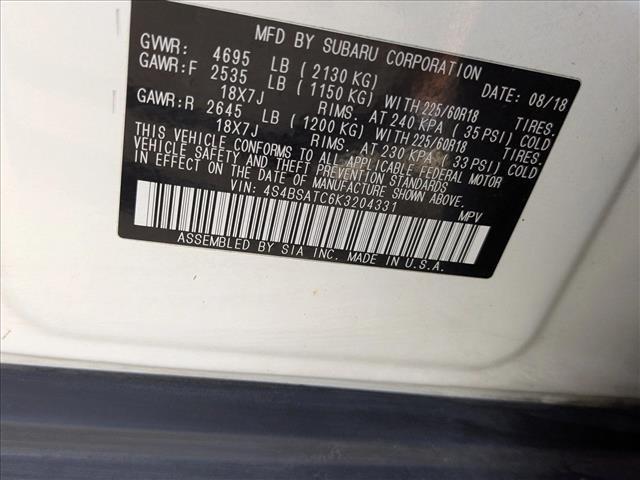 MFD BY SUBARU CORPORATION
GVWR: 4695 LB (2130 KG) DATE: 08/18
GAWR:F 2535 LB (1150 KG) WITH 225/60R18 TIRES.
18X7J RIMS. AT 240 KPA (35 PSI) COLD
GAWR:R 2645 LB (1200 KG) WITH 225/60R18 TIRES.
18X7J RIMS. AT 230 KPA (33 PSI) COLD
THIS VEHICLE CONFORMS TO ALL APPLICABLE FEDERAL MOTOR
VEHICLE SAFETY AND THEFT PREVENTION STANDARDS
IN EFFECT ON THE DATE OF MANUFACTURE SHOWN ABOVE.
VIN: 4S4BSATC6K3204331 MPV
ASSEMBLED BY SIA INC. MADE IN U.S.A.